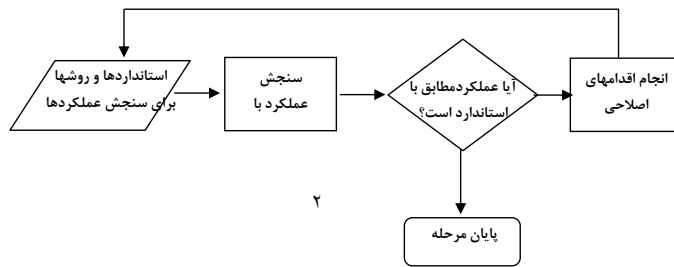 استانداردها و روشها
برای سنجش عملکردها
سنجش
عملکرد با
آیا عملکردمطابق با
استاندارد است؟
انجام اقدامهای
اصلاحی
۲
پایان مرحله